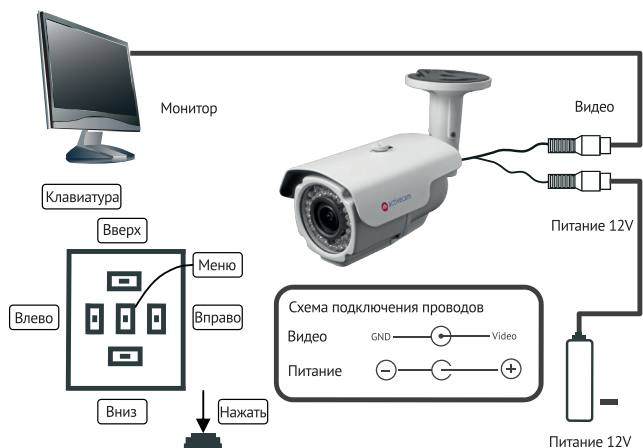 Монитор
Видео
activecam
Клавиатура
Питание 12V
Вверх
Меню
Влево
Вправо
Схема подключения проводов
Видео
GND
Video
Питание
Вниз
Нажать
Питание 12V